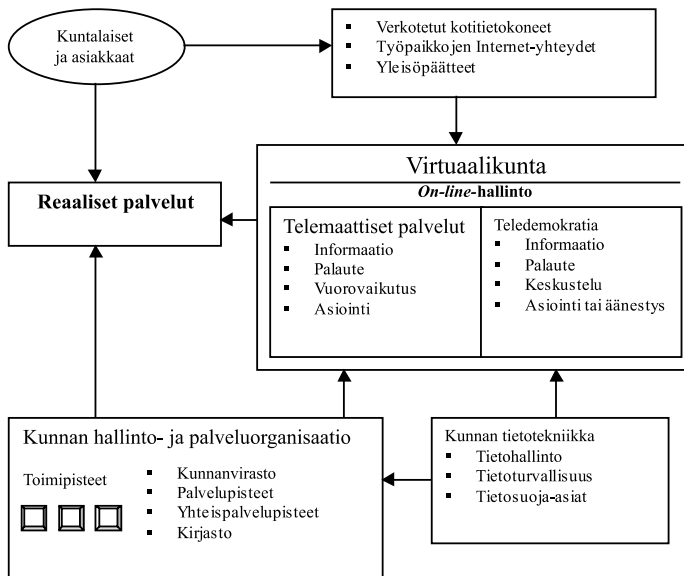 Kuntalaiset
ja asiakkaat
▪ Verkotetut kotitietokoneet
▪ Työpaikkojen Internet-yhteydet
▪ Yleisöpäätteet
Reaaliset palvelut
Virtuaalikunta
On-line-hallinto
Telemaattiset palvelut
▪ Informaatio
▪ Palaute
▪ Vuorovaikutus
▪ Asiointi
Teledemokratia
▪ Informaatio
▪ Palaute
▪ Keskustelu
▪ Asiointi tai äänestys
Kunnan hallinto- ja palveluorganisaatio
Toimipisteet
▪ Kunnanvirasto
▪ Palvelupisteet
▪ Yhteispalvelupisteet
▪ Kirjasto
Kunnan tietotekniikka
▪ Tietohallinto
▪ Tietoturvallisuus
▪ Tietosuoja-asiat